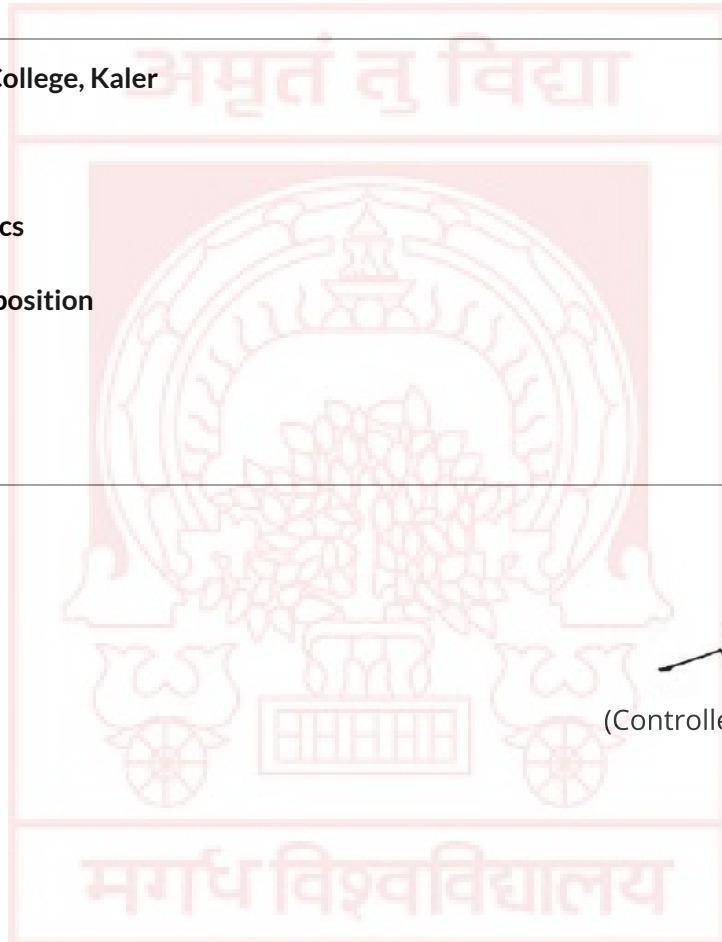 अमृतं तु विद्या
College, Kaler
cs
position
(Controlle
मगध विश्वविद्यालय